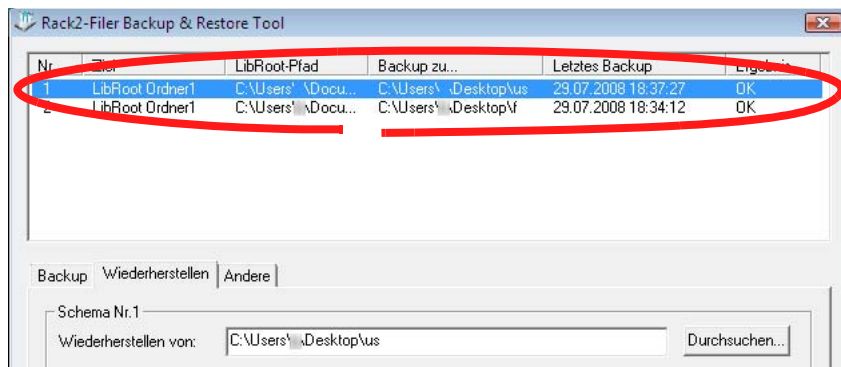 Rack2-Filer Backup & Restore Tool
Nr. Ziel LibRoot-Pfad Backup zu... Letztes Backup Ergebnis
1 LibRoot Ordner1 C:\Users\ \Docu... C:\Users\ \Desktop\us 29.07.2008 18:37:27 OK
2 LibRoot Ordner1 C:\Users\ \Docu... C:\Users\ \Desktop\f 29.07.2008 18:34:12 OK
Backup Wiederherstellen Andere
Schema Nr.1
Wiederherstellen von: C:\Users\ \Desktop\us Durchsuchen...